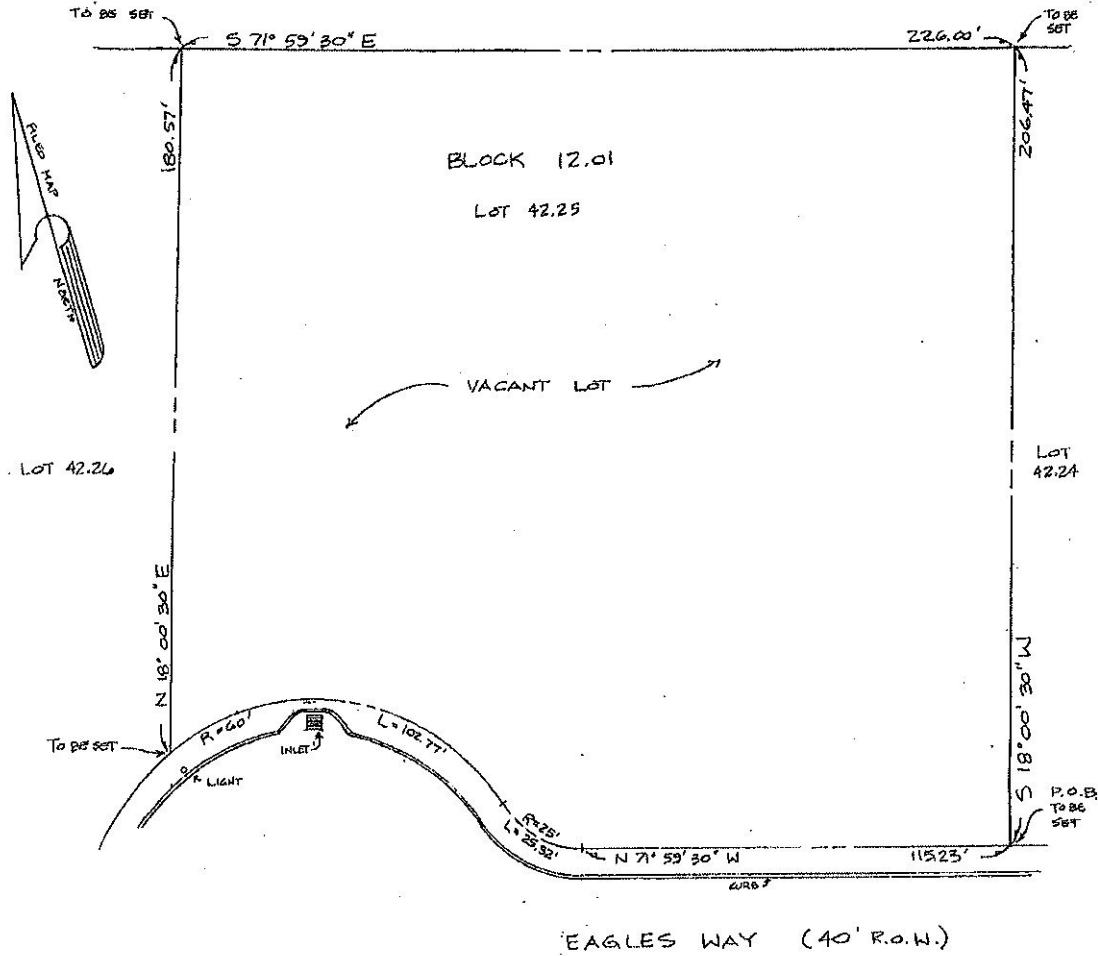 TO BE SET
S 71° 59' 30" E
226.00'
TO BE
SET
180.57'
206.47'
FILED MAP
NORTH
BLOCK 12.01
LOT 42.25
VACANT LOT
LOT 42.26
LOT
42.24
N 18° 00' 30" E
S 18° 00' 30" W
TO BE SET
R=60'
L=102.77'
INLET
LIGHT
R=25'
L=25.32'
N 71° 59' 30" W
115.23'
P.O.B.
TO BE
SET
CURB
EAGLES WAY (40' R.O.W.)